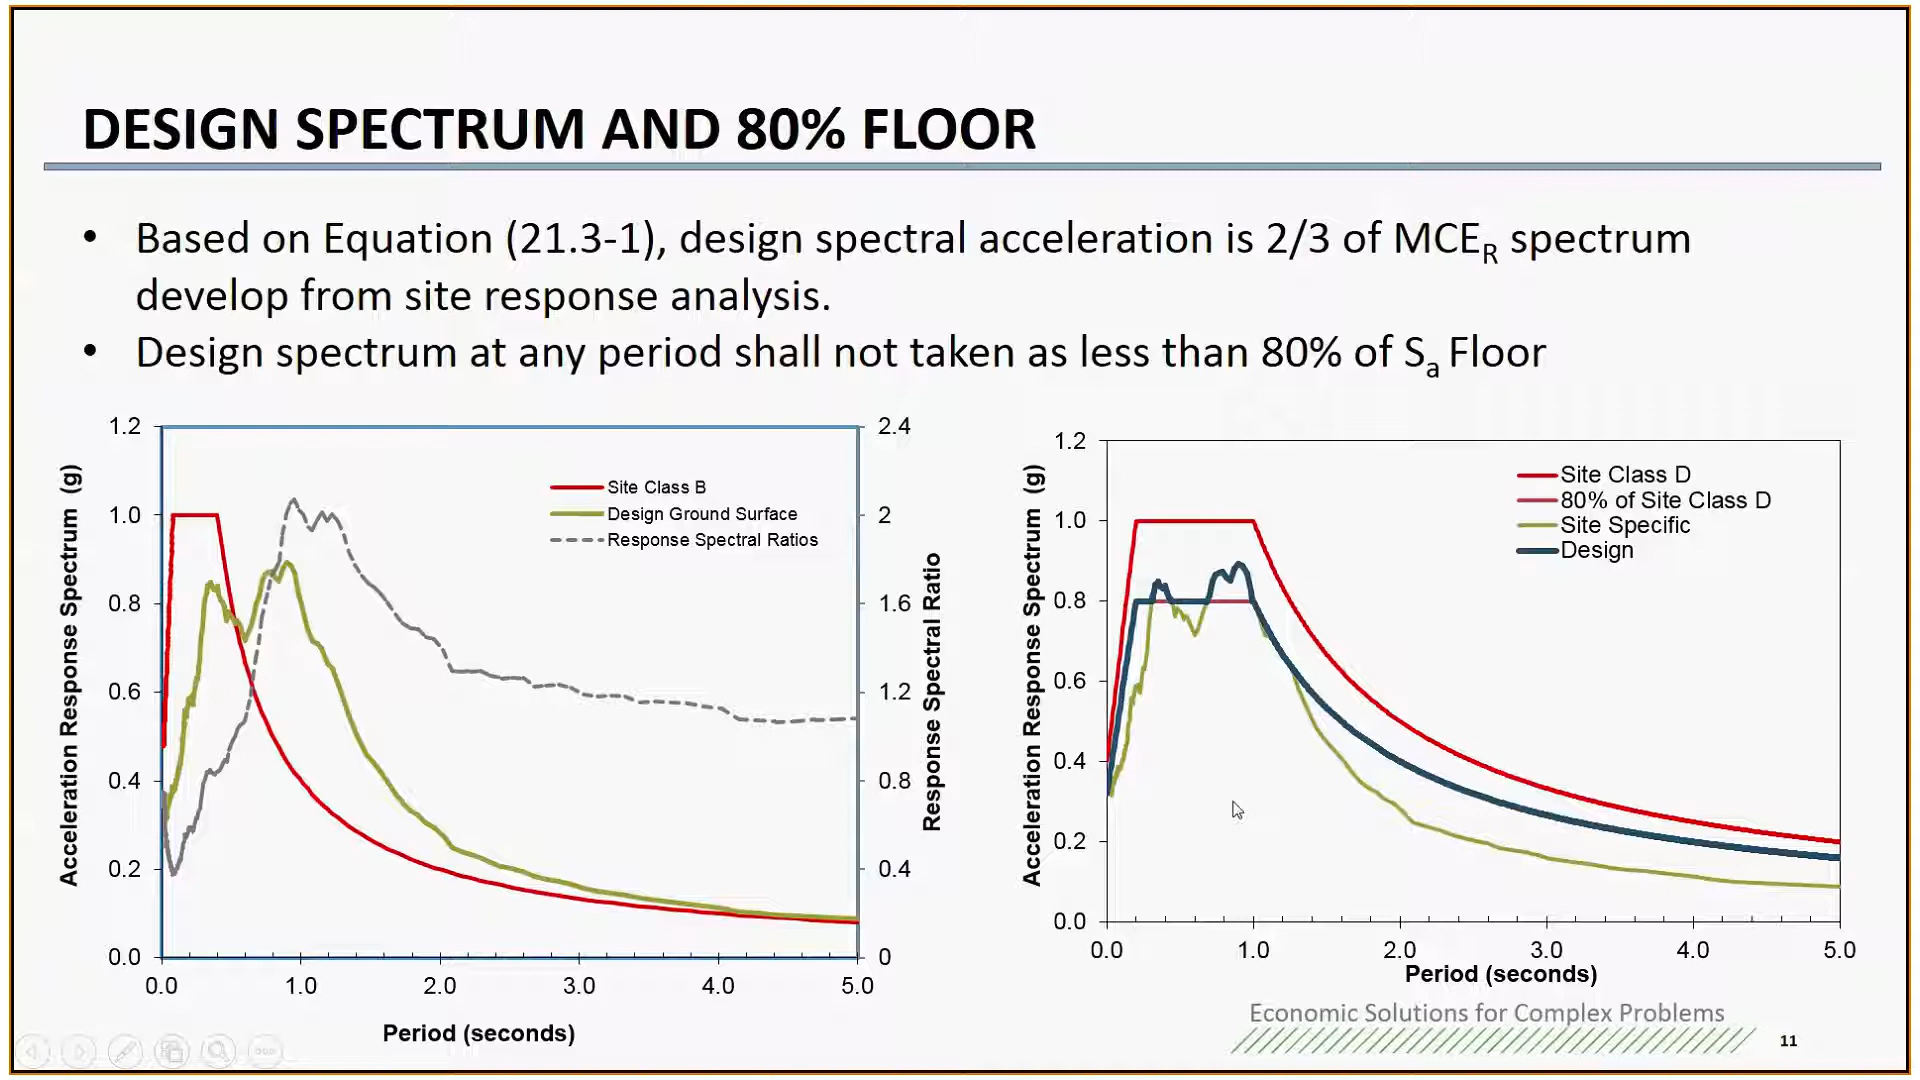 DESIGN SPECTRUM AND 80% FLOOR
• Based on Equation (21.3-1), design spectral acceleration is 2/3 of MCER spectrum
develop from site response analysis.
• Design spectrum at any period shall not taken as less than 80% of Sa Floor
1.2
1.0
0.8
0.6
0.4
0.2
0.0
Acceleration Response Spectrum (g)
Site Class B
Design Ground Surface
Response Spectral Ratios
2.4
2
1.6
1.2
0.8
0.4
0
Response Spectral Ratio
0.0 1.0 2.0 3.0 4.0 5.0
Period (seconds)
1.2
1.0
0.8
0.6
0.4
0.2
0.0
Acceleration Response Spectrum (g)
Site Class D
80% of Site Class D
Site Specific
Design
0.0 1.0 2.0 3.0 4.0 5.0
Period (seconds)
Economic Solutions for Complex Problems
11